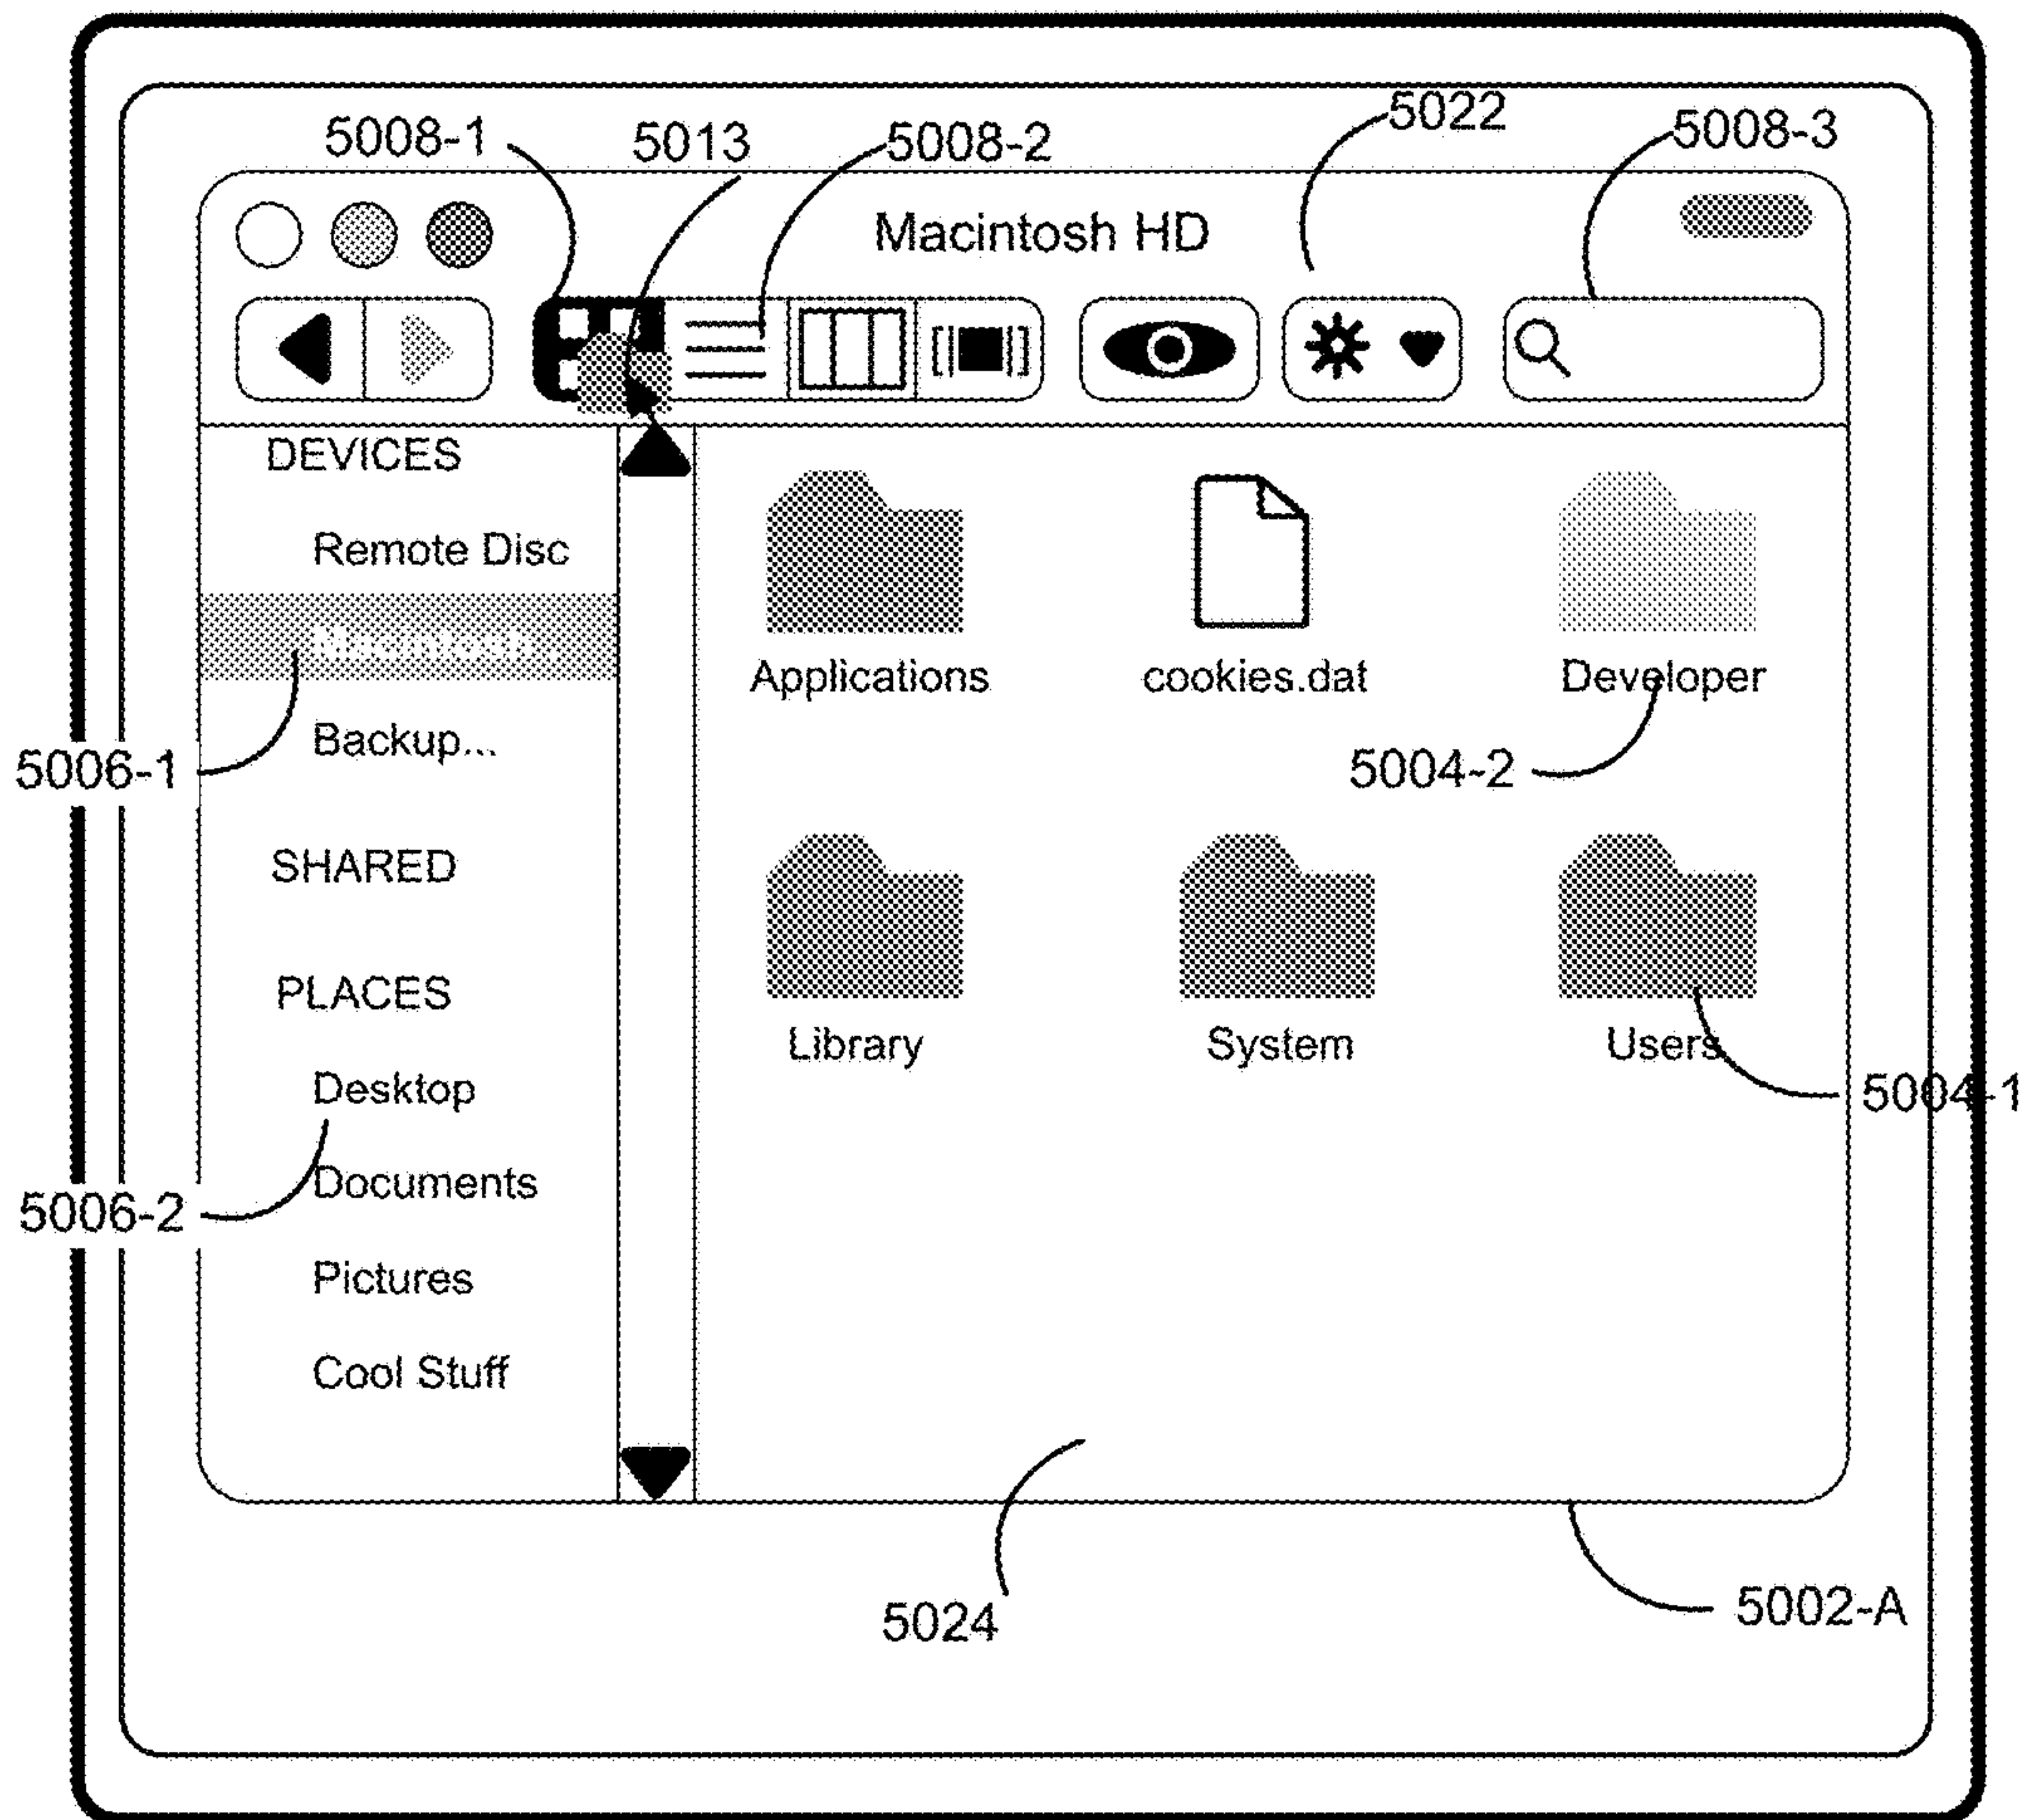 5008-1 5013 5008-2 5022 5008-3
Macintosh HD
DEVICES
Remote Disc
Macintosh...
Backup...
5006-1
SHARED
PLACES
Desktop
Documents
5006-2
Pictures
Cool Stuff
Applications cookies.dat Developer
5004-2
Library System Users
5004-1
5024
5002-A